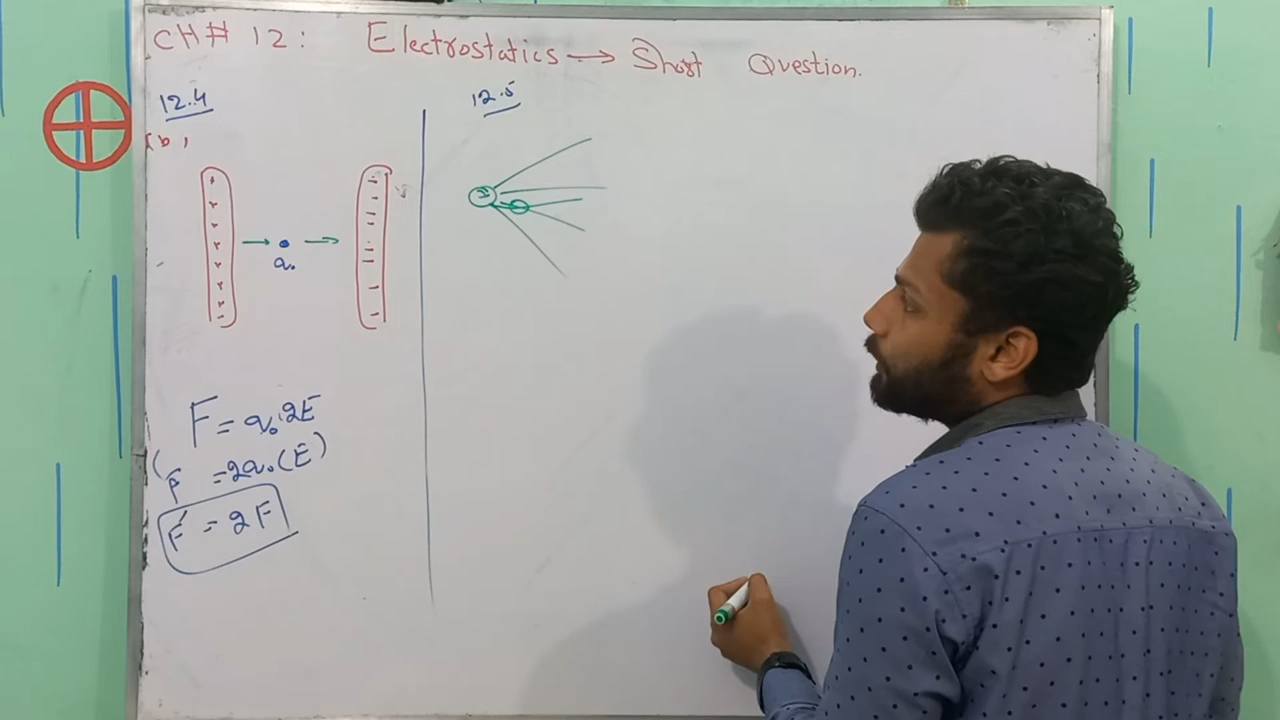 CH# 12: Electrostatics → Short Question.
12.4
(b)
q₀
F = q₀ 2E
= 2q₀ (E)
F' = 2F
12.5